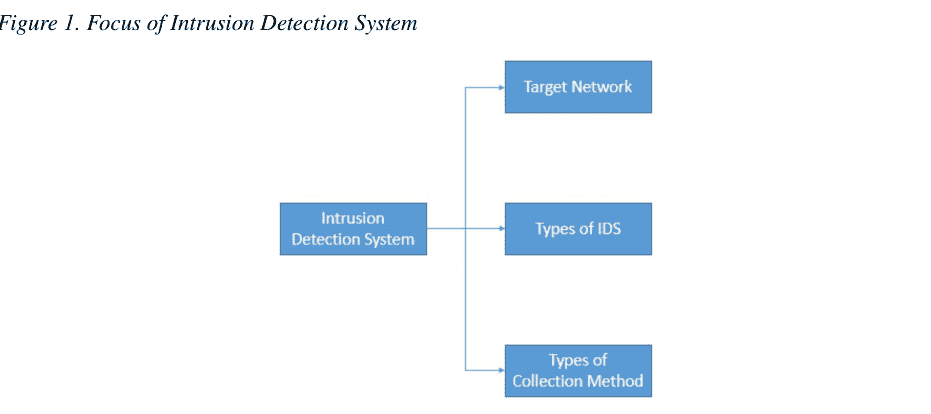 Figure 1. Focus of Intrusion Detection System
Target Network
Intrusion
Detection System
Types of IDS
Types of
Collection Method